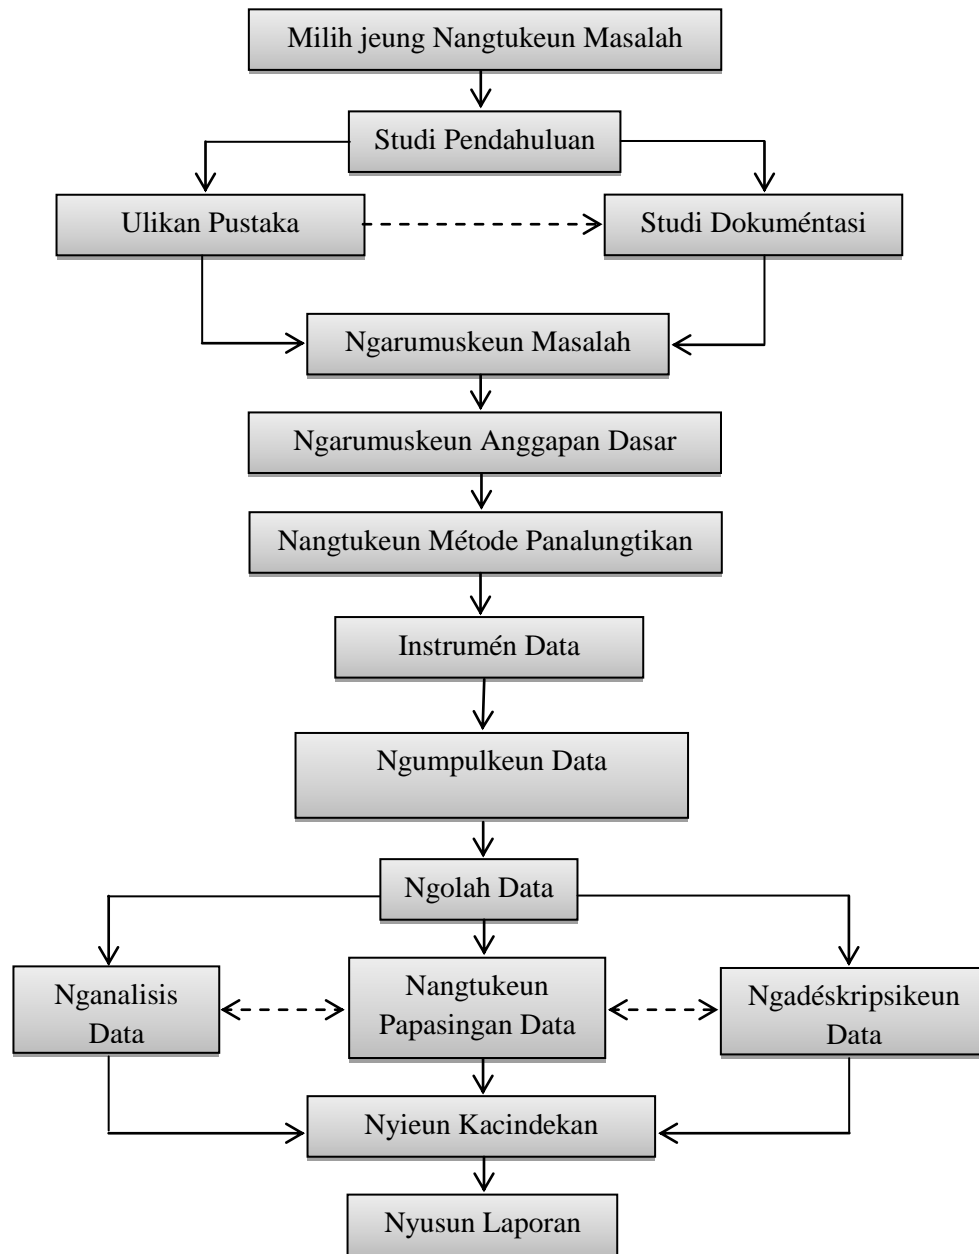 Milih jeung Nangtukeun Masalah
Studi Pendahuluan
Ulikan Pustaka
Studi Dokuméntasi
Ngarumuskeun Masalah
Ngarumuskeun Anggapan Dasar
Nangtukeun Métode Panalungtikan
Instrumén Data
Ngumpulkeun Data
Ngolah Data
Nganalisis
Data
Nangtukeun
Papasingan Data
Ngadéskripsikeun
Data
Nyieun Kacindekan
Nyusun Laporan